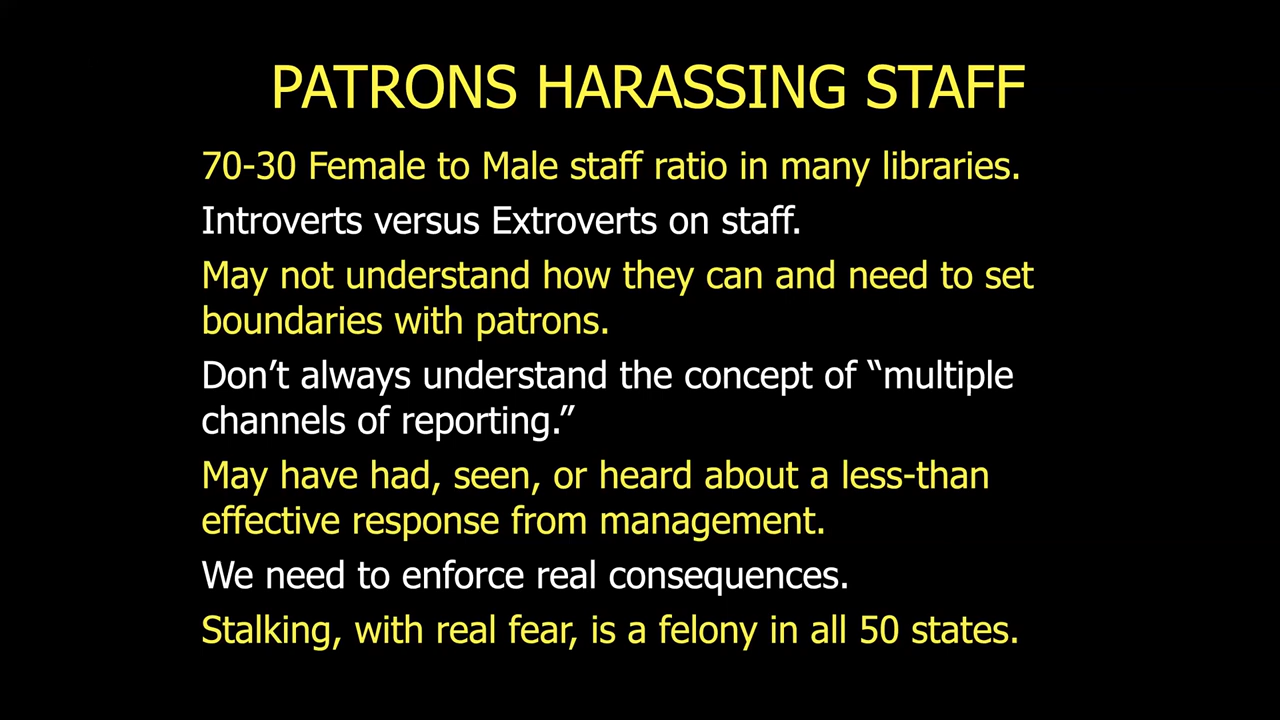 PATRONS HARASSING STAFF
70-30 Female to Male staff ratio in many libraries.
Introverts versus Extroverts on staff.
May not understand how they can and need to set
boundaries with patrons.
Don’t always understand the concept of “multiple
channels of reporting.”
May have had, seen, or heard about a less-than
effective response from management.
We need to enforce real consequences.
Stalking, with real fear, is a felony in all 50 states.